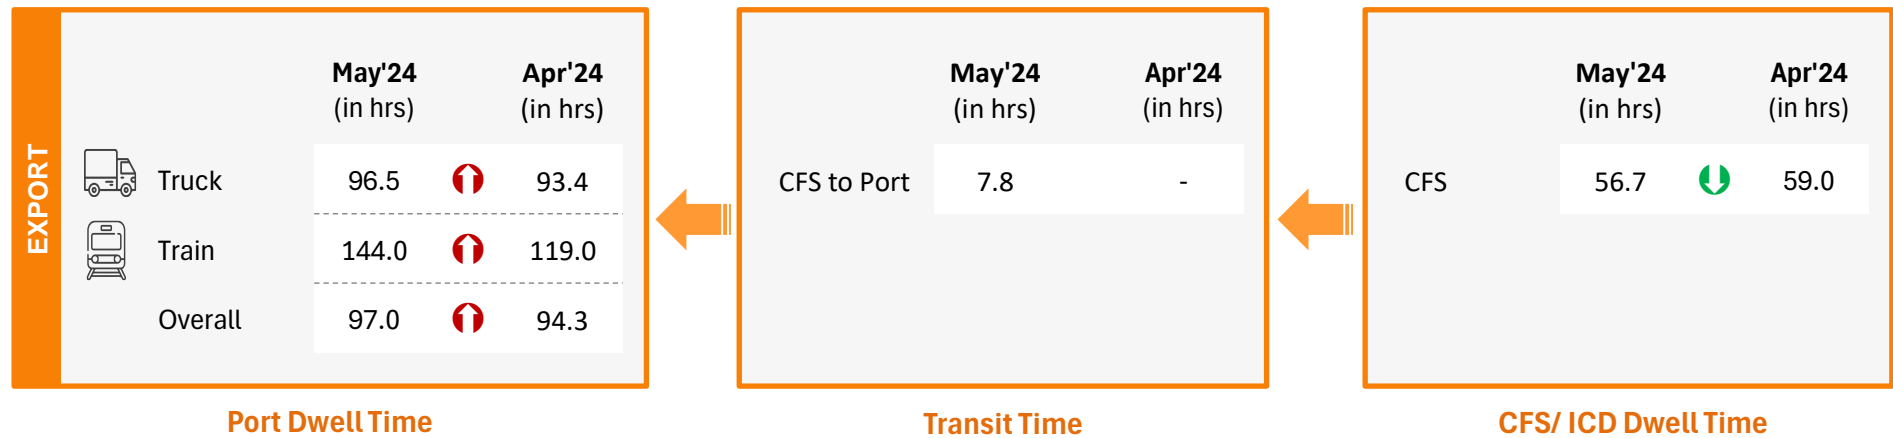 EXPORT
May'24 Apr'24
(in hrs) (in hrs)
Truck 96.5 93.4
Train 144.0 119.0
Overall 97.0 94.3
Port Dwell Time
May'24 Apr'24
(in hrs) (in hrs)
CFS to Port 7.8 -
Transit Time
May'24 Apr'24
(in hrs) (in hrs)
CFS 56.7 59.0
CFS/ ICD Dwell Time